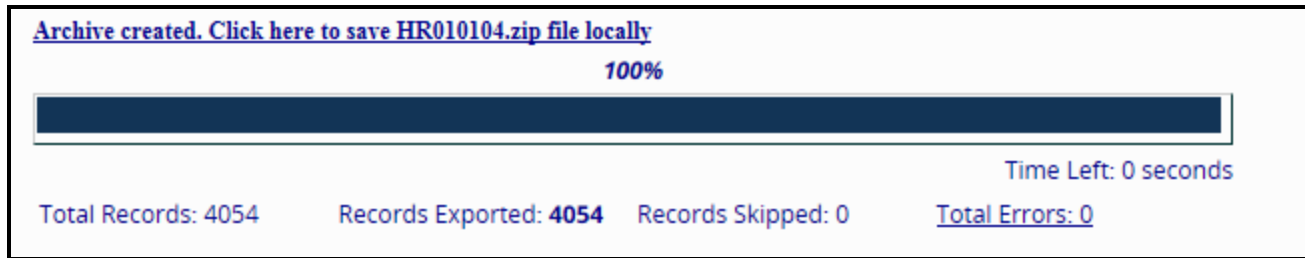 Archive created. Click here to save HR010104.zip file locally
100%
Time Left: 0 seconds
Total Records: 4054 Records Exported: 4054 Records Skipped: 0 Total Errors: 0